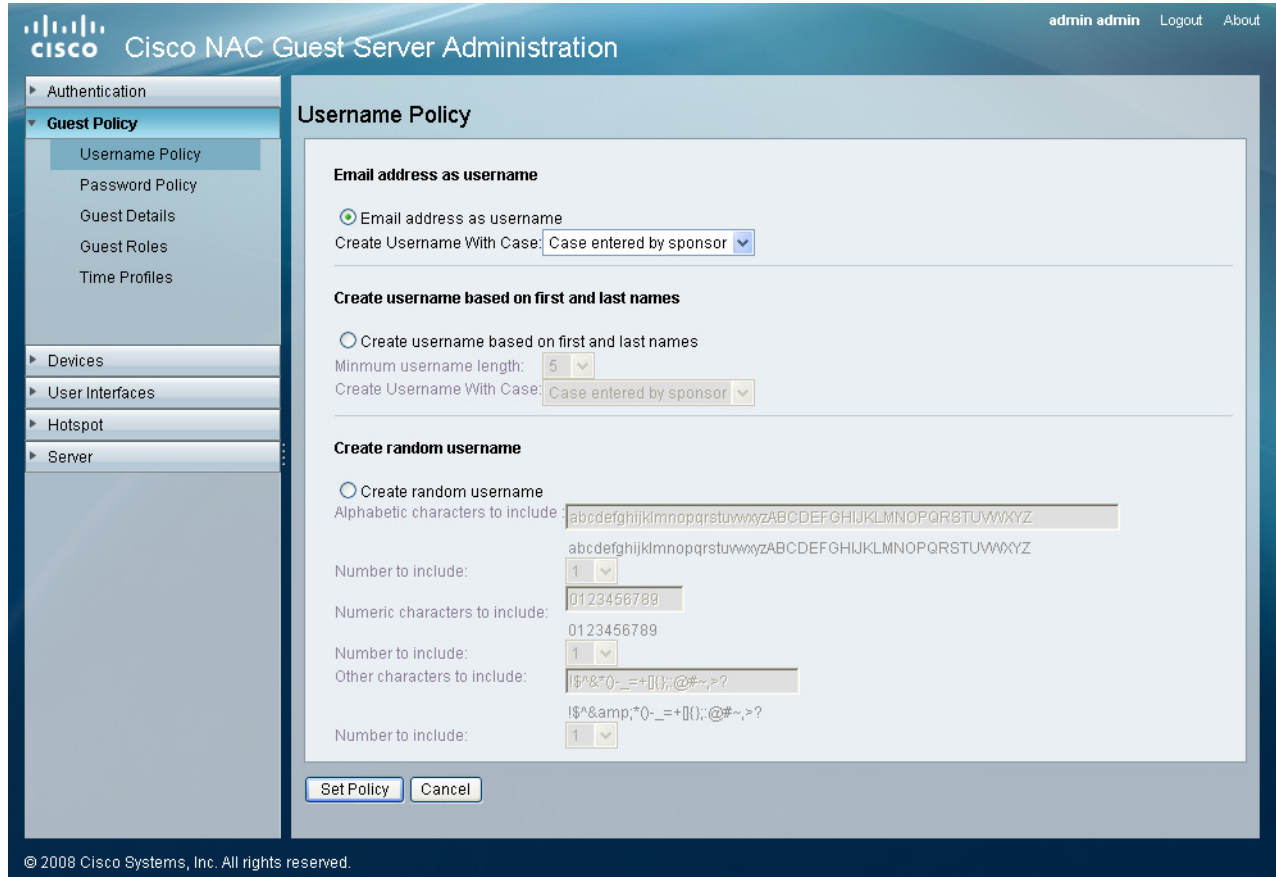 admin admin Logout About
CISCO Cisco NAC Guest Server Administration
Authentication
Guest Policy
Username Policy
Password Policy
Guest Details
Guest Roles
Time Profiles
Devices
User Interfaces
Hotspot
Server
Username Policy
Email address as username
Email address as username
Create Username With Case: Case entered by sponsor
Create username based on first and last names
Create username based on first and last names
Minmum username length: 5
Create Username With Case: Case entered by sponsor
Create random username
Create random username
Alphabetic characters to include : abcdefghijklmnopqrstuvwxyzABCDEFGHIJKLMNOPQRSTUVWXYZ
abcdefghijklmnopqrstuvwxyzABCDEFGHIJKLMNOPQRSTUVWXYZ
Number to include: 1
Numeric characters to include: 0123456789
0123456789
Number to include: 1
Other characters to include: !$^&*()-_=+[]{};:@#~,>?
!$^&amp;*()-_=+[]{};:@#~,>?
Number to include: 1
Set Policy Cancel
© 2008 Cisco Systems, Inc. All rights reserved.